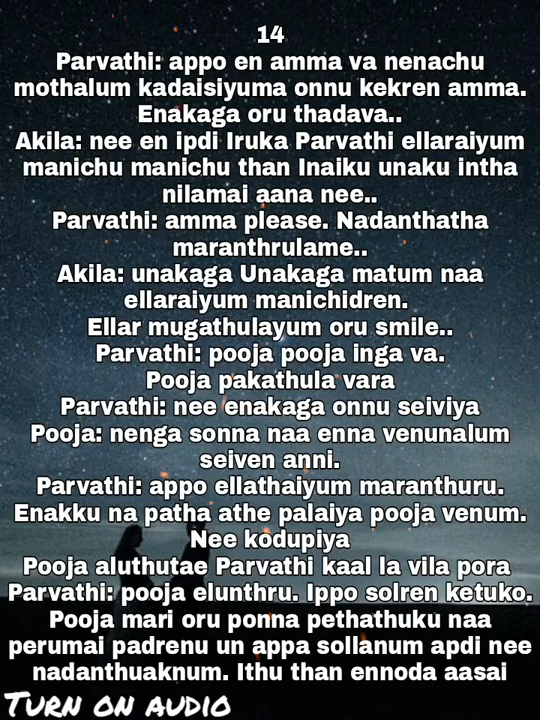 14
Parvathi: appo en amma va nenachu
mothalum kadaisiyuma onnu kekren amma.
Enakaga oru thadava..
Akila: nee en ipdi Iruka Parvathi ellaraiyum
manichu manichu than Inaiku unaku intha
nilamai aana nee..
Parvathi: amma please. Nadanthatha
maranthrulame..
Akila: unakaga Unakaga matum naa
ellaraiyum manichidren.
Ellar mugathulayum oru smile..
Parvathi: pooja pooja inga va.
Pooja pakathula vara
Parvathi: nee enakaga onnu seiviya
Pooja: nenga sonna naa enna venunalum
seiven anni.
Parvathi: appo ellathaiyum maranthuru.
Enakku na patha athe palaiya pooja venum.
Nee kodupiya
Pooja aluthutae Parvathi kaal la vila pora
Parvathi: pooja elunthru. Ippo solren ketuko.
Pooja mari oru ponna pethathuku naa
perumai padrenu un appa sollanum apdi nee
nadanthuaknum. Ithu than ennoda aasai
TURN ON AUDIO